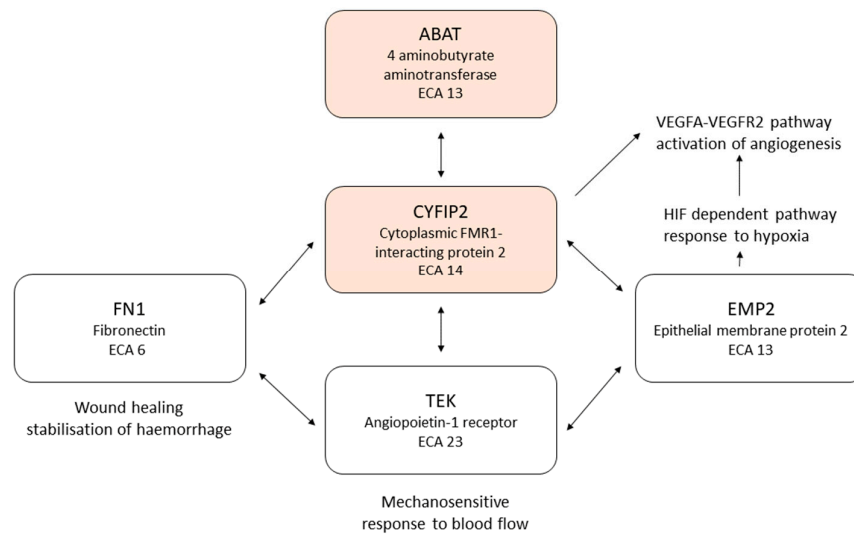 ABAT
4 aminobutyrate
aminotransferase
ECA 13
VEGFA-VEGFR2 pathway
activation of angiogenesis
CYFIP2
Cytoplasmic FMR1-
interacting protein 2
ECA 14
HIF dependent pathway
response to hypoxia
FN1
Fibronectin
ECA 6
EMP2
Epithelial membrane protein 2
ECA 13
Wound healing
stabilisation of haemorrhage
TEK
Angiopoietin-1 receptor
ECA 23
Mechanosensitive
response to blood flow